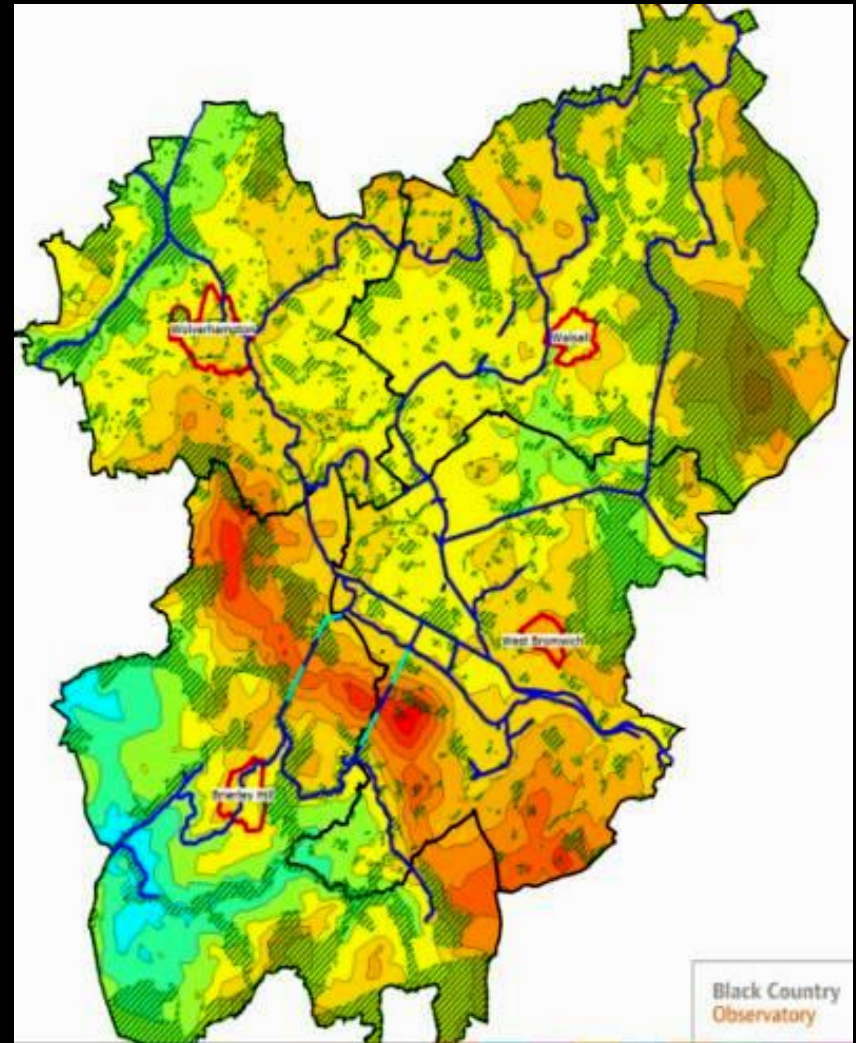 Wolverhampton
Walsall
West Bromwich
Brierley Hill
Black Country
Observatory